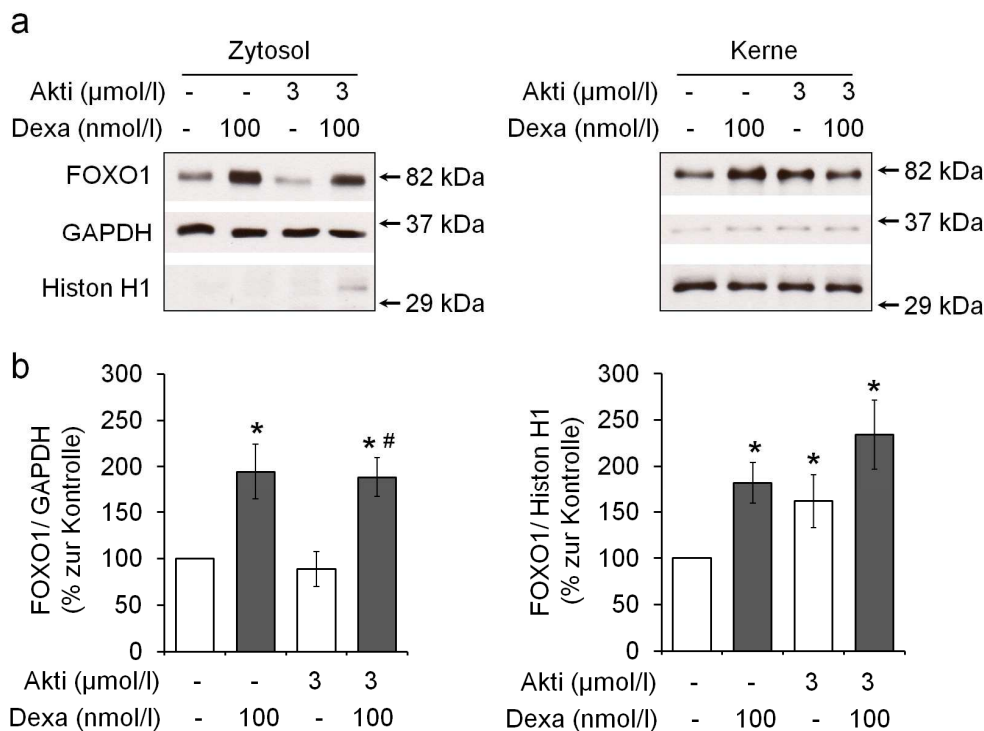 a
Zytosol
Akti (µmol/l) - - 3 3
Dexa (nmol/l) - 100 - 100
FOXO1 ← 82 kDa
GAPDH ← 37 kDa
Histon H1 ← 29 kDa
Kerne
Akti (µmol/l) - - 3 3
Dexa (nmol/l) - 100 - 100
← 82 kDa
← 37 kDa
← 29 kDa
b
FOXO1/ GAPDH
(% zur Kontrolle)
300
250
200
150
100
50
0
*
* #
Akti (µmol/l) - - 3 3
Dexa (nmol/l) - 100 - 100
FOXO1/ Histon H1
(% zur Kontrolle)
300
250
200
150
100
50
0
*
*
*
Akti (µmol/l) - - 3 3
Dexa (nmol/l) - 100 - 100